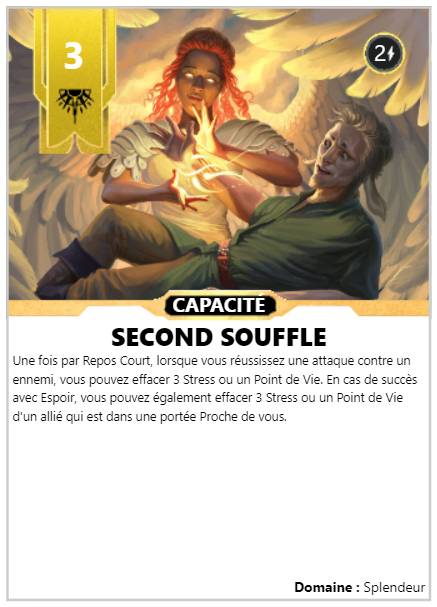 3
2
CAPACITÉ
SECOND SOUFFLE
Une fois par Repos Court, lorsque vous réussissez une attaque contre un
ennemi, vous pouvez effacer 3 Stress ou un Point de Vie. En cas de succès
avec Espoir, vous pouvez également effacer 3 Stress ou un Point de Vie
d'un allié qui est dans une portée Proche de vous.
Domaine : Splendeur